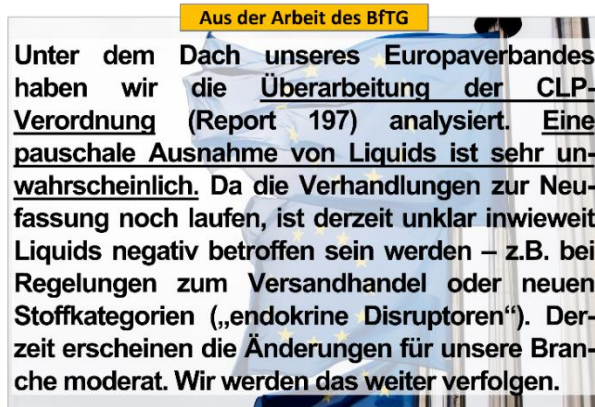 Aus der Arbeit des BfTG
Unter dem Dach unseres Europaverbandes
haben wir die Überarbeitung der CLP-
Verordnung (Report 197) analysiert. Eine
pauschale Ausnahme von Liquids ist sehr un-
wahrscheinlich. Da die Verhandlungen zur Neu-
fassung noch laufen, ist derzeit unklar inwieweit
Liquids negativ betroffen sein werden – z.B. bei
Regelungen zum Versandhandel oder neuen
Stoffkategorien („endokrine Disruptoren“). Der-
zeit erscheinen die Änderungen für unsere Bran-
che moderat. Wir werden das weiter verfolgen.